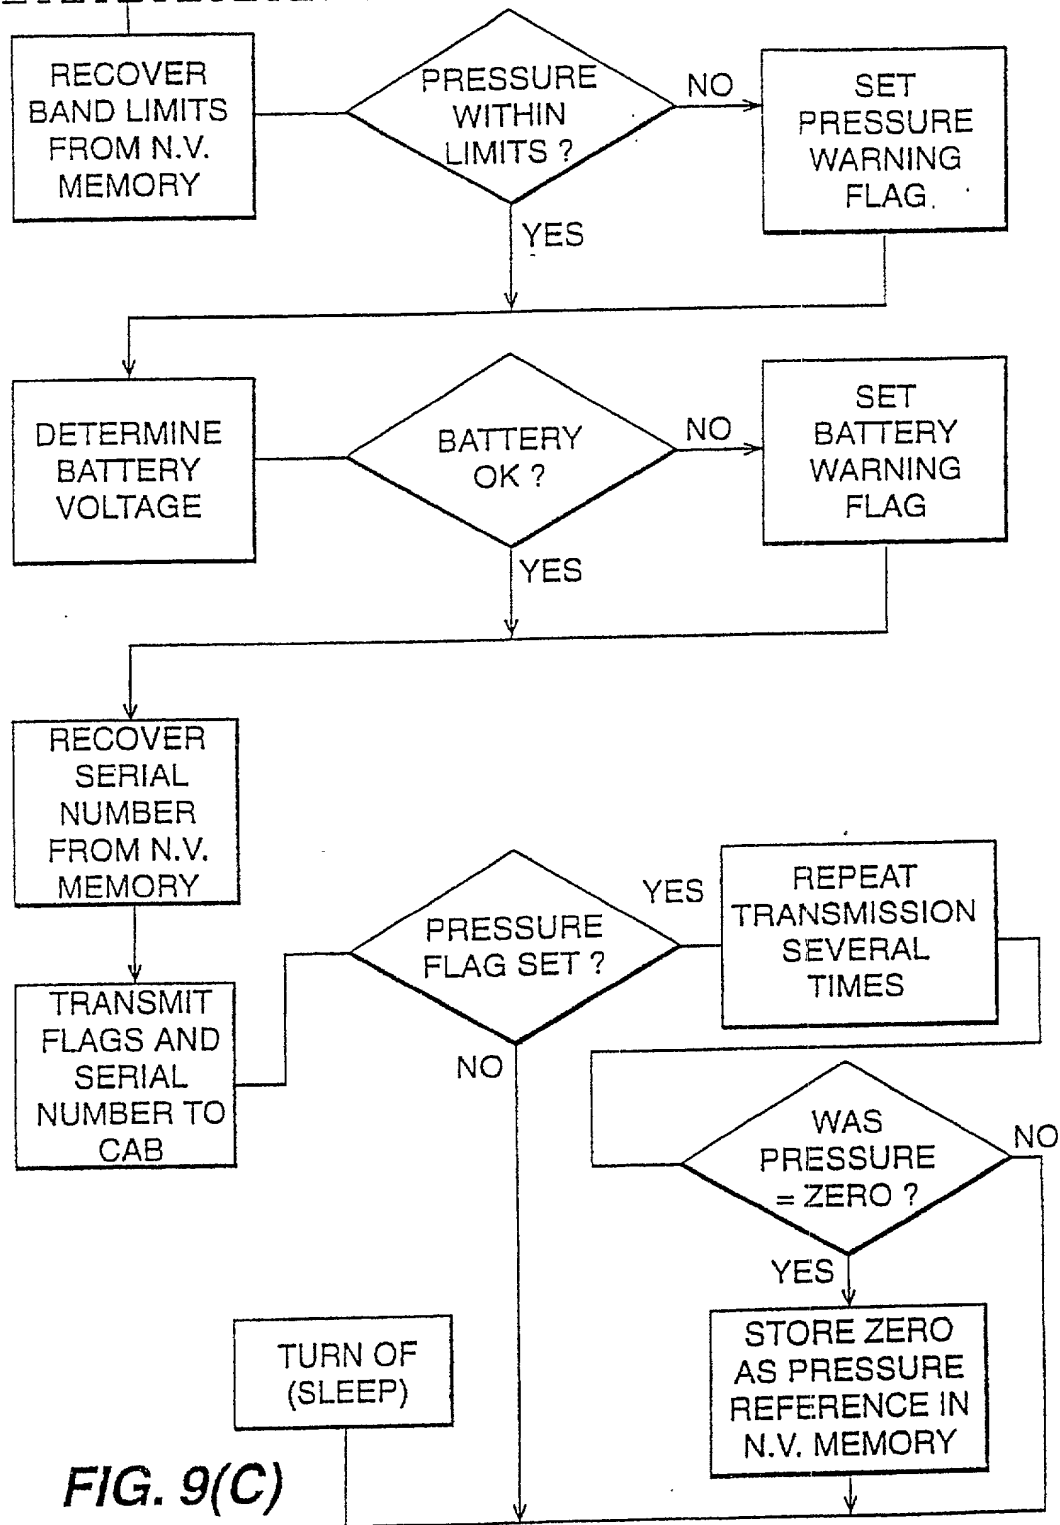 RECOVER
BAND LIMITS
FROM N.V.
MEMORY
PRESSURE
WITHIN
LIMITS ?
NO
SET
PRESSURE
WARNING
FLAG
YES
DETERMINE
BATTERY
VOLTAGE
BATTERY
OK ?
NO
SET
BATTERY
WARNING
FLAG
YES
RECOVER
SERIAL
NUMBER
FROM N.V.
MEMORY
TRANSMIT
FLAGS AND
SERIAL
NUMBER TO
CAB
PRESSURE
FLAG SET ?
YES
REPEAT
TRANSMISSION
SEVERAL
TIMES
NO
WAS
PRESSURE
= ZERO ?
NO
YES
STORE ZERO
AS PRESSURE
REFERENCE IN
N.V. MEMORY
TURN OF
(SLEEP)
FIG. 9(C)